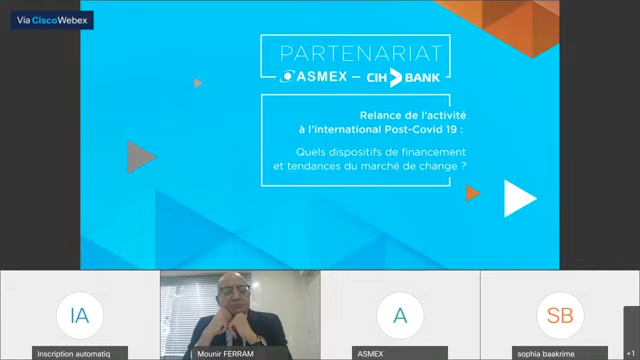 Via CiscoWebex
PARTENARIAT
ASMEX – CIH BANK
Relance de l'activité
à l'international Post-Covid 19 :
Quels dispositifs de financement
et tendances du marché de change ?
IA
A
SB
Inscription automatiq
Mounir FERRAM
ASMEX
sophia baakrime
+1